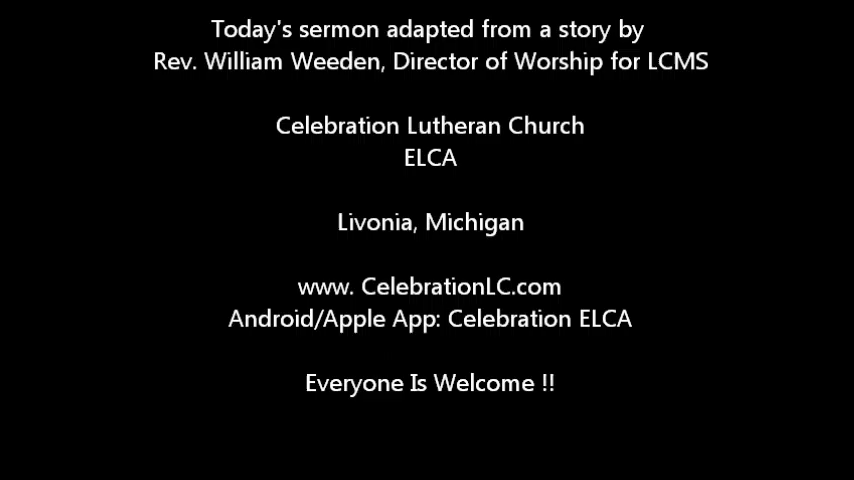 Today's sermon adapted from a story by
Rev. William Weeden, Director of Worship for LCMS
Celebration Lutheran Church
ELCA
Livonia, Michigan
www. CelebrationLC.com
Android/Apple App: Celebration ELCA
Everyone Is Welcome !!